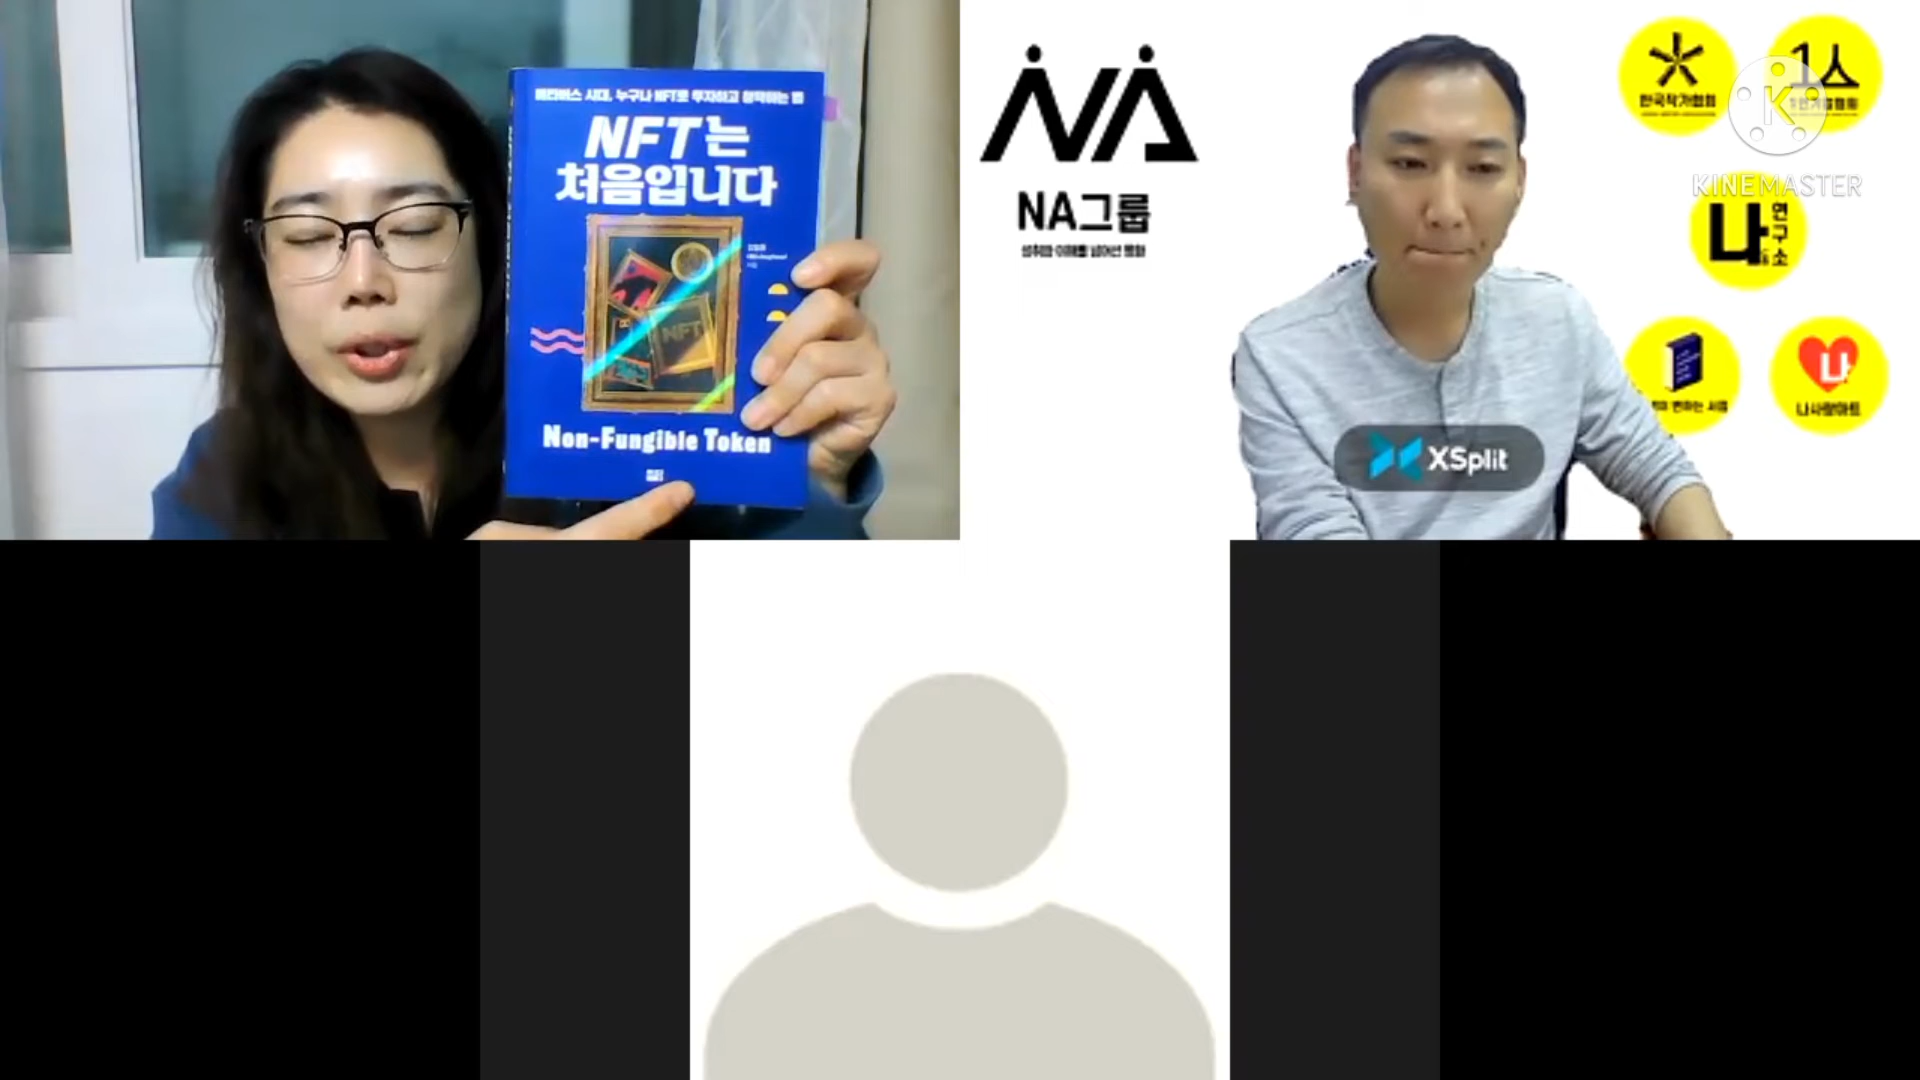 메타버스 시대, 누구나 NFT로 투자하고 창작하는 법
NFT는
처음입니다
NFT
Non-Fungible Token
NA
NA그룹
한국작가협회
1스
K
KINEMASTER
나 연구소
나
나사랑하트
XSplit